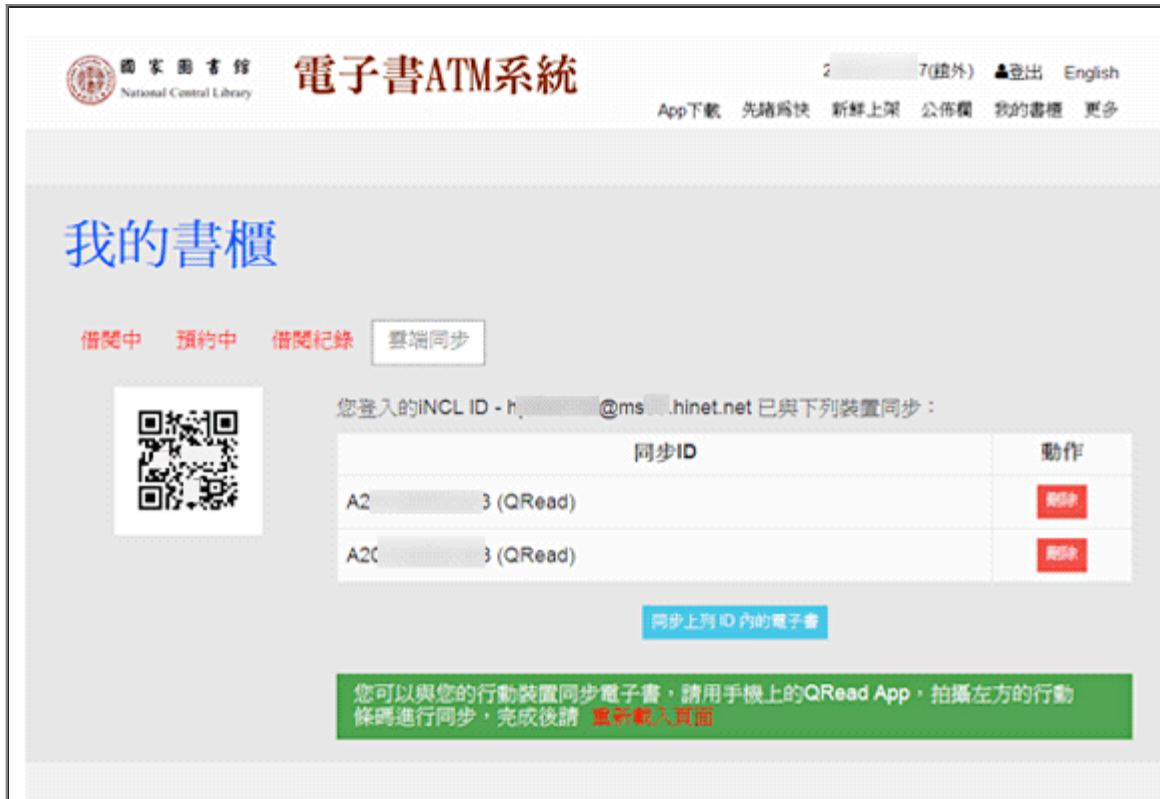 國家圖書館
National Central Library
電子書ATM系統
2 7(館外) 登出 English
App下載 先睹為快 新鮮上架 公佈欄 我的書櫃 更多
我的書櫃
借閱中 預約中 借閱紀錄 雲端同步
您登入的iNCL ID - h @ms .hinet.net 已與下列裝置同步：
同步ID 動作
A2 3 (QRead) 刪除
A20 3 (QRead) 刪除
同步上列 ID 內的電子書
您可以與您的行動裝置同步電子書，請用手機上的QRead App，拍攝左方的行動
條碼進行同步，完成後請 重新載入頁面